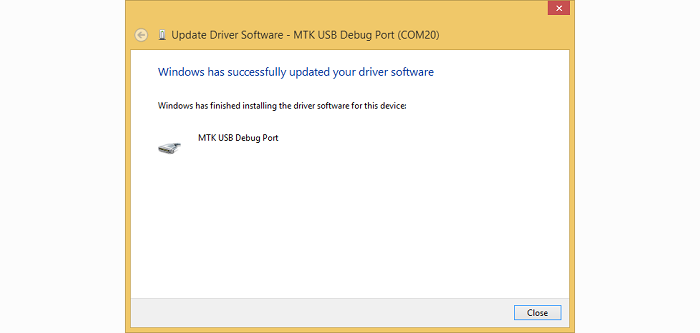 Update Driver Software - MTK USB Debug Port (COM20)
Windows has successfully updated your driver software
Windows has finished installing the driver software for this device:
MTK USB Debug Port
Close